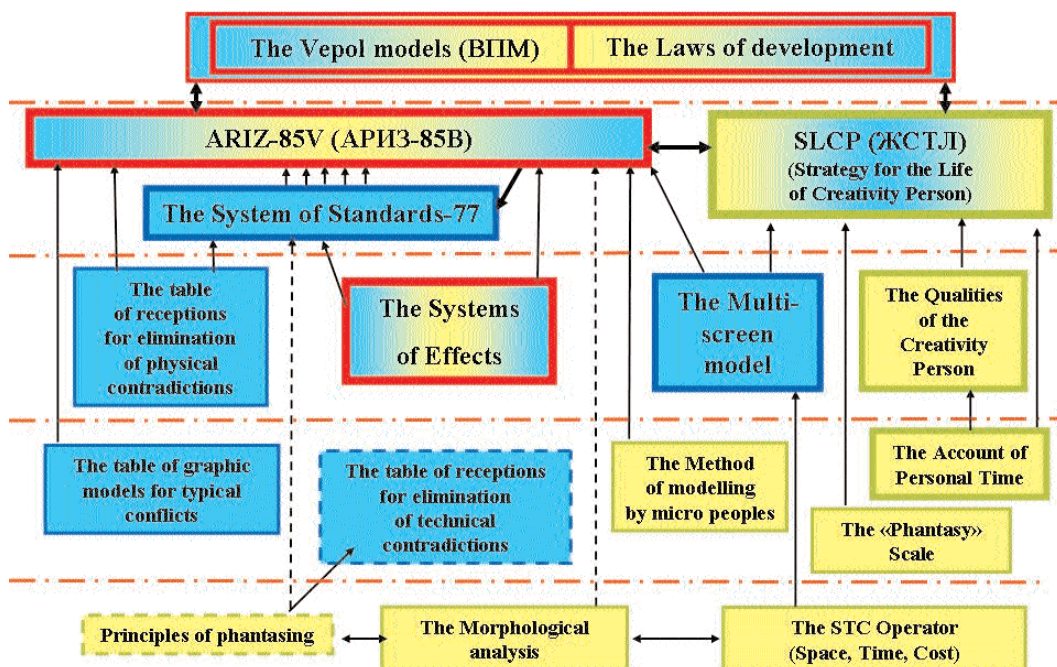 The Vepol models (ВПМ)
The Laws of development
ARIZ-85V (АРИЗ-85В)
SLCP (ЖСТЛ)
(Strategy for the Life
of Creativity Person)
The System of Standards-77
The table
of receptions
for elimination
of physical
contradictions
The Systems
of Effects
The Multi-
screen
model
The Qualities
of the
Creativity
Person
The table of graphic
models for typical
conflicts
The table of receptions
for elimination
of technical
contradictions
The Method
of modelling
by micro peoples
The Account of
Personal Time
The «Phantasy»
Scale
Principles of phantasing
The Morphological
analysis
The STC Operator
(Space, Time, Cost)